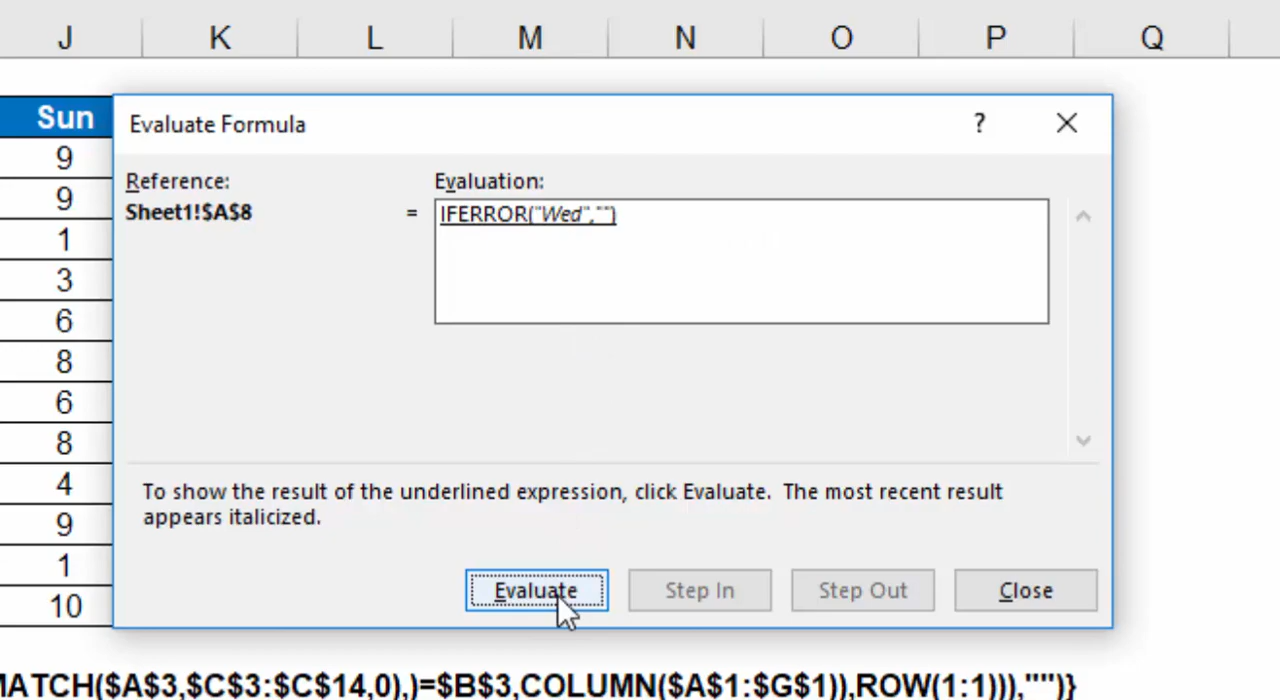 J K L M N O P Q
Sun
9
9
1
3
6
8
6
8
4
9
1
10
Evaluate Formula ?
Reference: Evaluation:
Sheet1!$A$8 = IFERROR("Wed","")
To show the result of the underlined expression, click Evaluate. The most recent result
appears italicized.
Evaluate Step In Step Out Close
MATCH($A$3,$C$3:$C$14,0),)=$B$3,COLUMN($A$1:$G$1)),ROW(1:1))),"")}